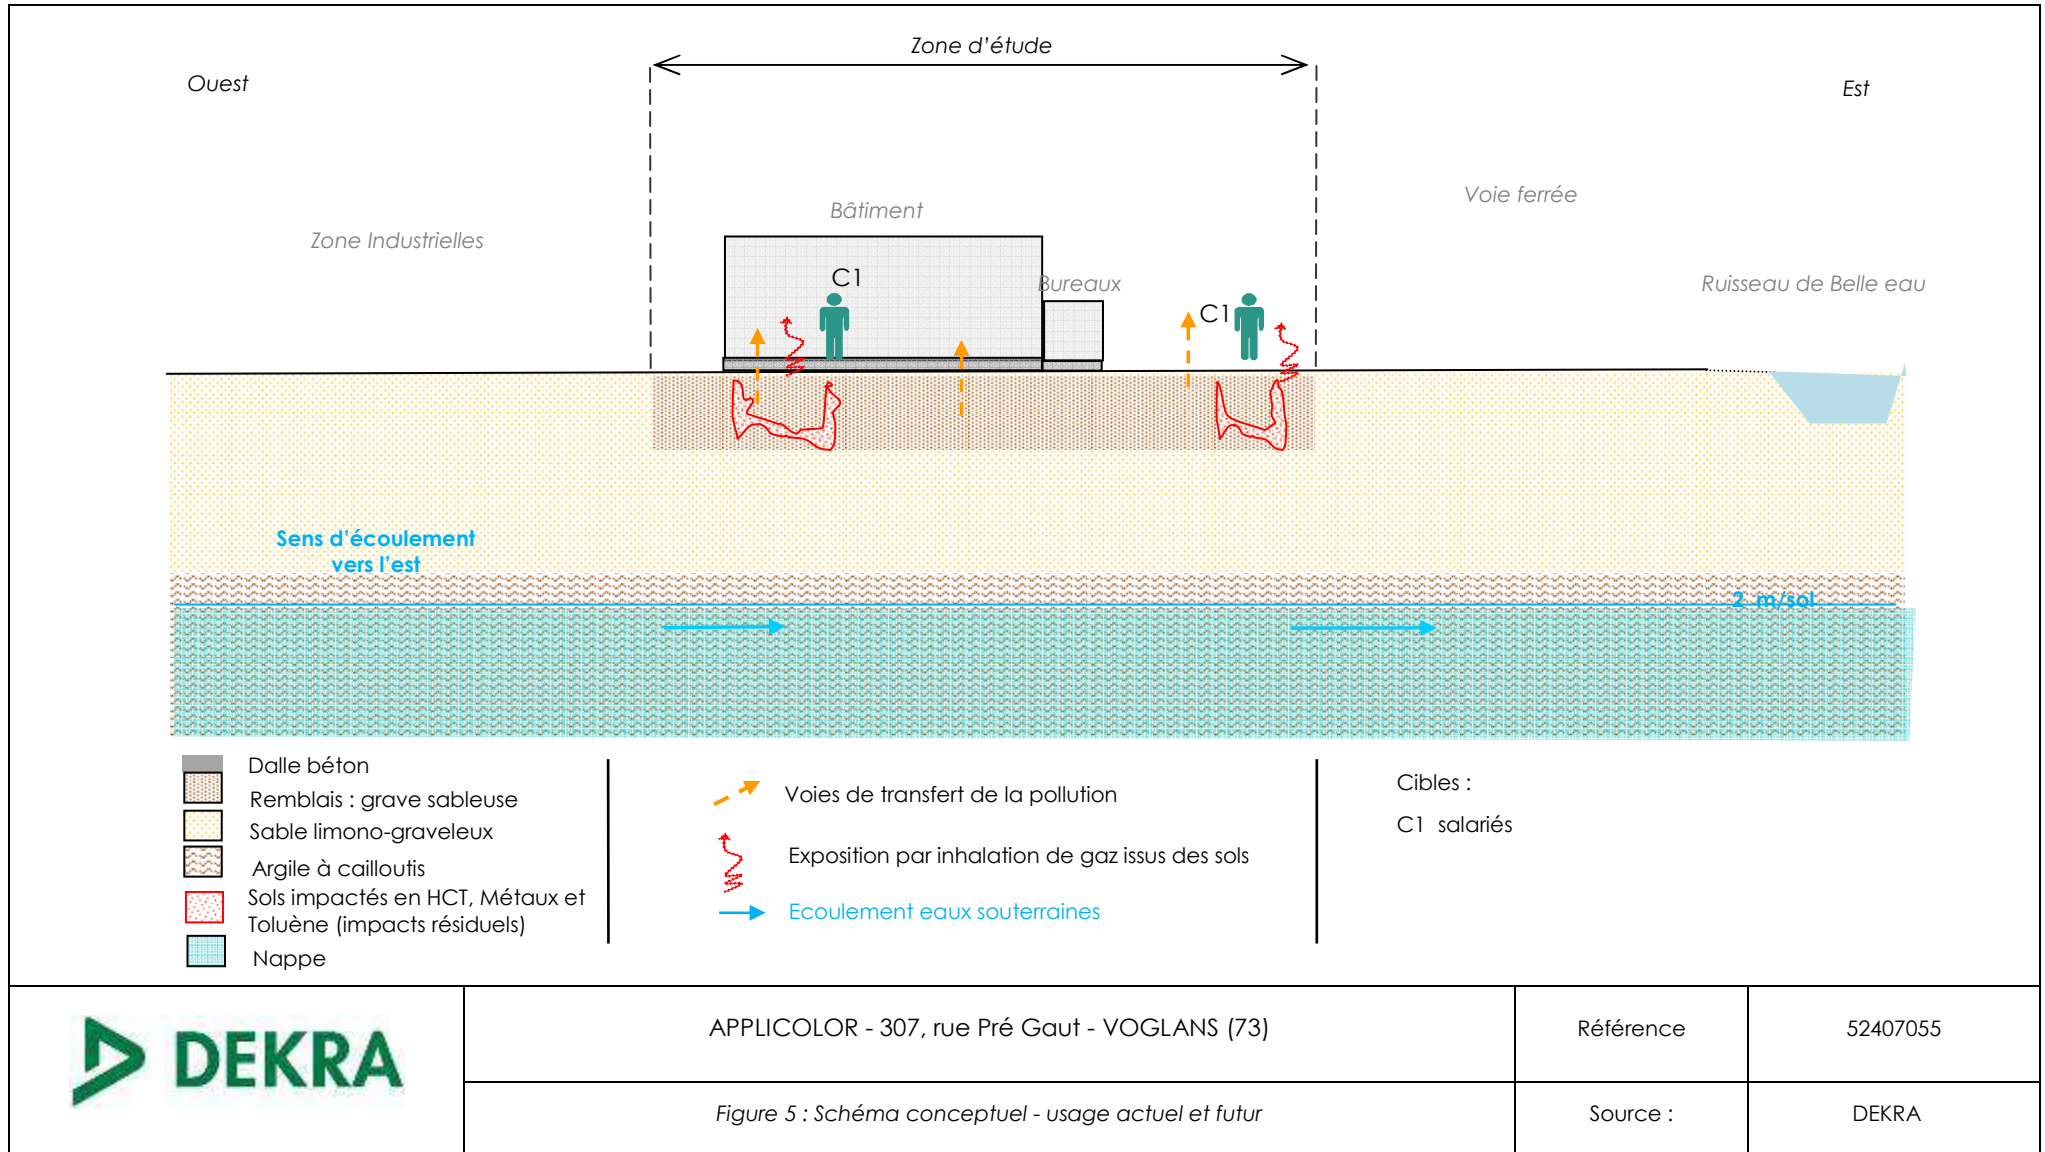 Zone d'étude
Ouest
Est
Voie ferrée
Bâtiment
Zone Industrielles
C1
Bureaux
Ruisseau de Belle eau
C1
Sens d'écoulement
vers l'est
2 m/sol
Dalle béton
Remblais : grave sableuse
Sable limono-graveleux
Argile à cailloutis
Sols impactés en HCT, Métaux et
Toluène (impacts résiduels)
Nappe
Voies de transfert de la pollution
Exposition par inhalation de gaz issus des sols
Ecoulement eaux souterraines
Cibles :
C1 salariés
DEKRA
APPLICOLOR - 307, rue Pré Gaut - VOGLANS (73)
Référence
52407055
Figure 5 : Schéma conceptuel - usage actuel et futur
Source :
DEKRA